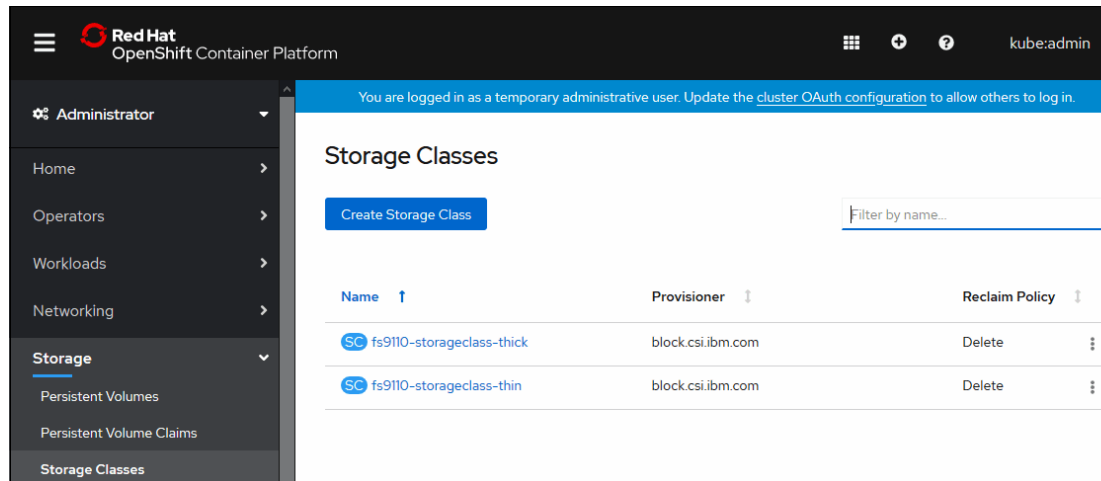 Red Hat
OpenShift Container Platform
kube:admin
Administrator
Home
Operators
Workloads
Networking
Storage
Persistent Volumes
Persistent Volume Claims
Storage Classes
You are logged in as a temporary administrative user. Update the cluster OAuth configuration to allow others to log in.
Storage Classes
Create Storage Class
Filter by name...
Name Provisioner Reclaim Policy
SC fs9110-storageclass-thick block.csi.ibm.com Delete
SC fs9110-storageclass-thin block.csi.ibm.com Delete